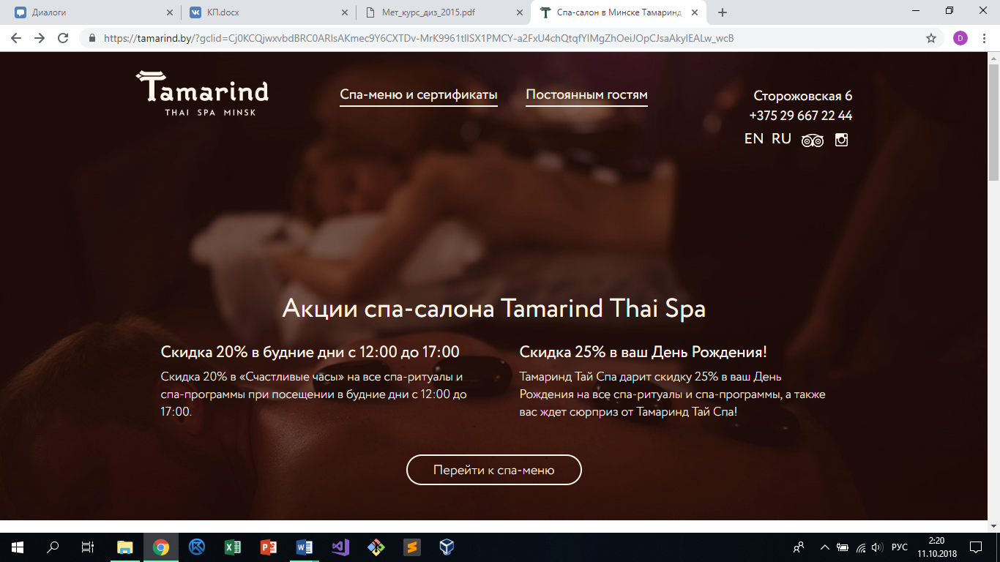 Диалоги
КП.docx
Мет_курс_диз_2015.pdf
Спа-салон в Минске Тамаринд
https://tamarind.by/?gclid=Cj0KCQjwxvbdBRC0ARIsAKmec9Y6CXTDv-MrK9961tIISX1PMCY-a2FxU4chQtqfYIMgZhOeiJOpCJsaAkyIEALw_wcB
D
Tamarind
THAI SPA MINSK
Спа-меню и сертификаты
Постоянным гостям
Сторожовская 6
+375 29 667 22 44
EN RU
Акции спа-салона Tamarind Thai Spa
Скидка 20% в будние дни с 12:00 до 17:00
Скидка 20% в «Счастливые часы» на все спа-ритуалы и
спа-программы при посещении в будние дни с 12:00 до
17:00.
Скидка 25% в ваш День Рождения!
Тамаринд Тай Спа дарит скидку 25% в ваш День
Рождения на все спа-ритуалы и спа-программы, а также
вас ждет сюрприз от Тамаринд Тай Спа!
Перейти к спа-меню
РУС
2:20
11.10.2018